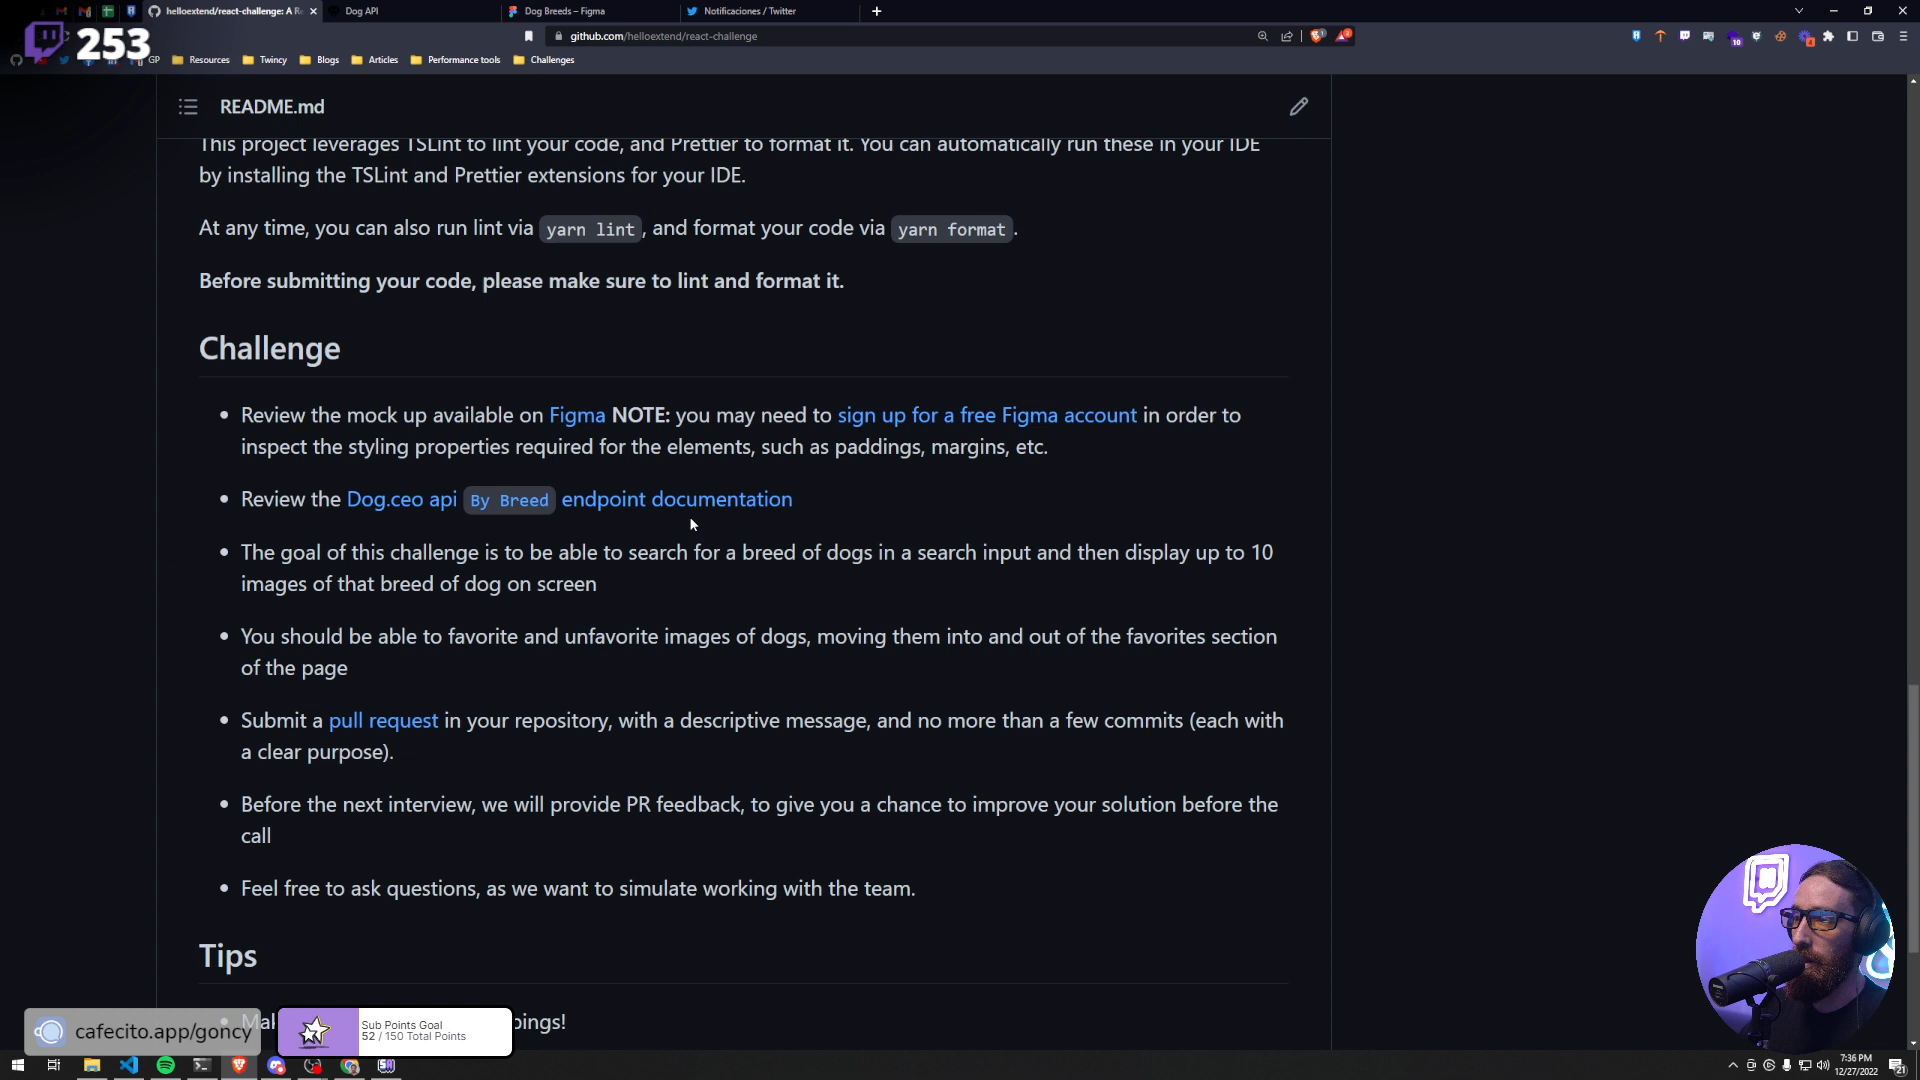 helloextend/react-challenge: A R
Dog API
Dog Breeds – Figma
Notificaciones / Twitter
253
github.com/helloextend/react-challenge
GP
Resources
Twincy
Blogs
Articles
Performance tools
Challenges
10
4
README.md
This project leverages TSLint to lint your code, and Prettier to format it. You can automatically run these in your IDE
by installing the TSLint and Prettier extensions for your IDE.
At any time, you can also run lint via yarn lint, and format your code via yarn format.
Before submitting your code, please make sure to lint and format it.
Challenge
• Review the mock up available on Figma NOTE: you may need to sign up for a free Figma account in order to
inspect the styling properties required for the elements, such as paddings, margins, etc.
• Review the Dog.ceo api By Breed endpoint documentation
• The goal of this challenge is to be able to search for a breed of dogs in a search input and then display up to 10
images of that breed of dog on screen
• You should be able to favorite and unfavorite images of dogs, moving them into and out of the favorites section
of the page
• Submit a pull request in your repository, with a descriptive message, and no more than a few commits (each with
a clear purpose).
• Before the next interview, we will provide PR feedback, to give you a chance to improve your solution before the
call
• Feel free to ask questions, as we want to simulate working with the team.
Tips
pings!
cafecito.app/goncy
Sub Points Goal
52 / 150 Total Points
7:36 PM
12/27/2022
21